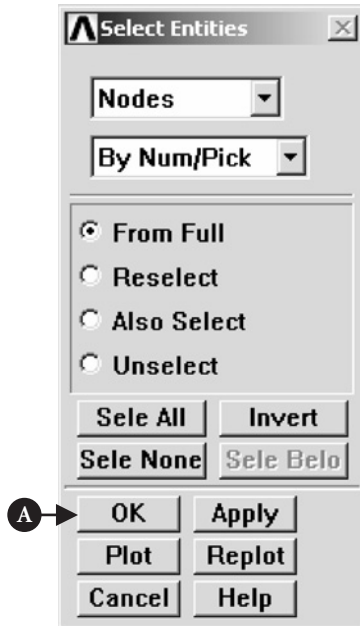 Select Entities
Nodes
By Num/Pick
From Full
Reselect
Also Select
Unselect
Sele All Invert
Sele None Sele Belo
A OK Apply
Plot Replot
Cancel Help